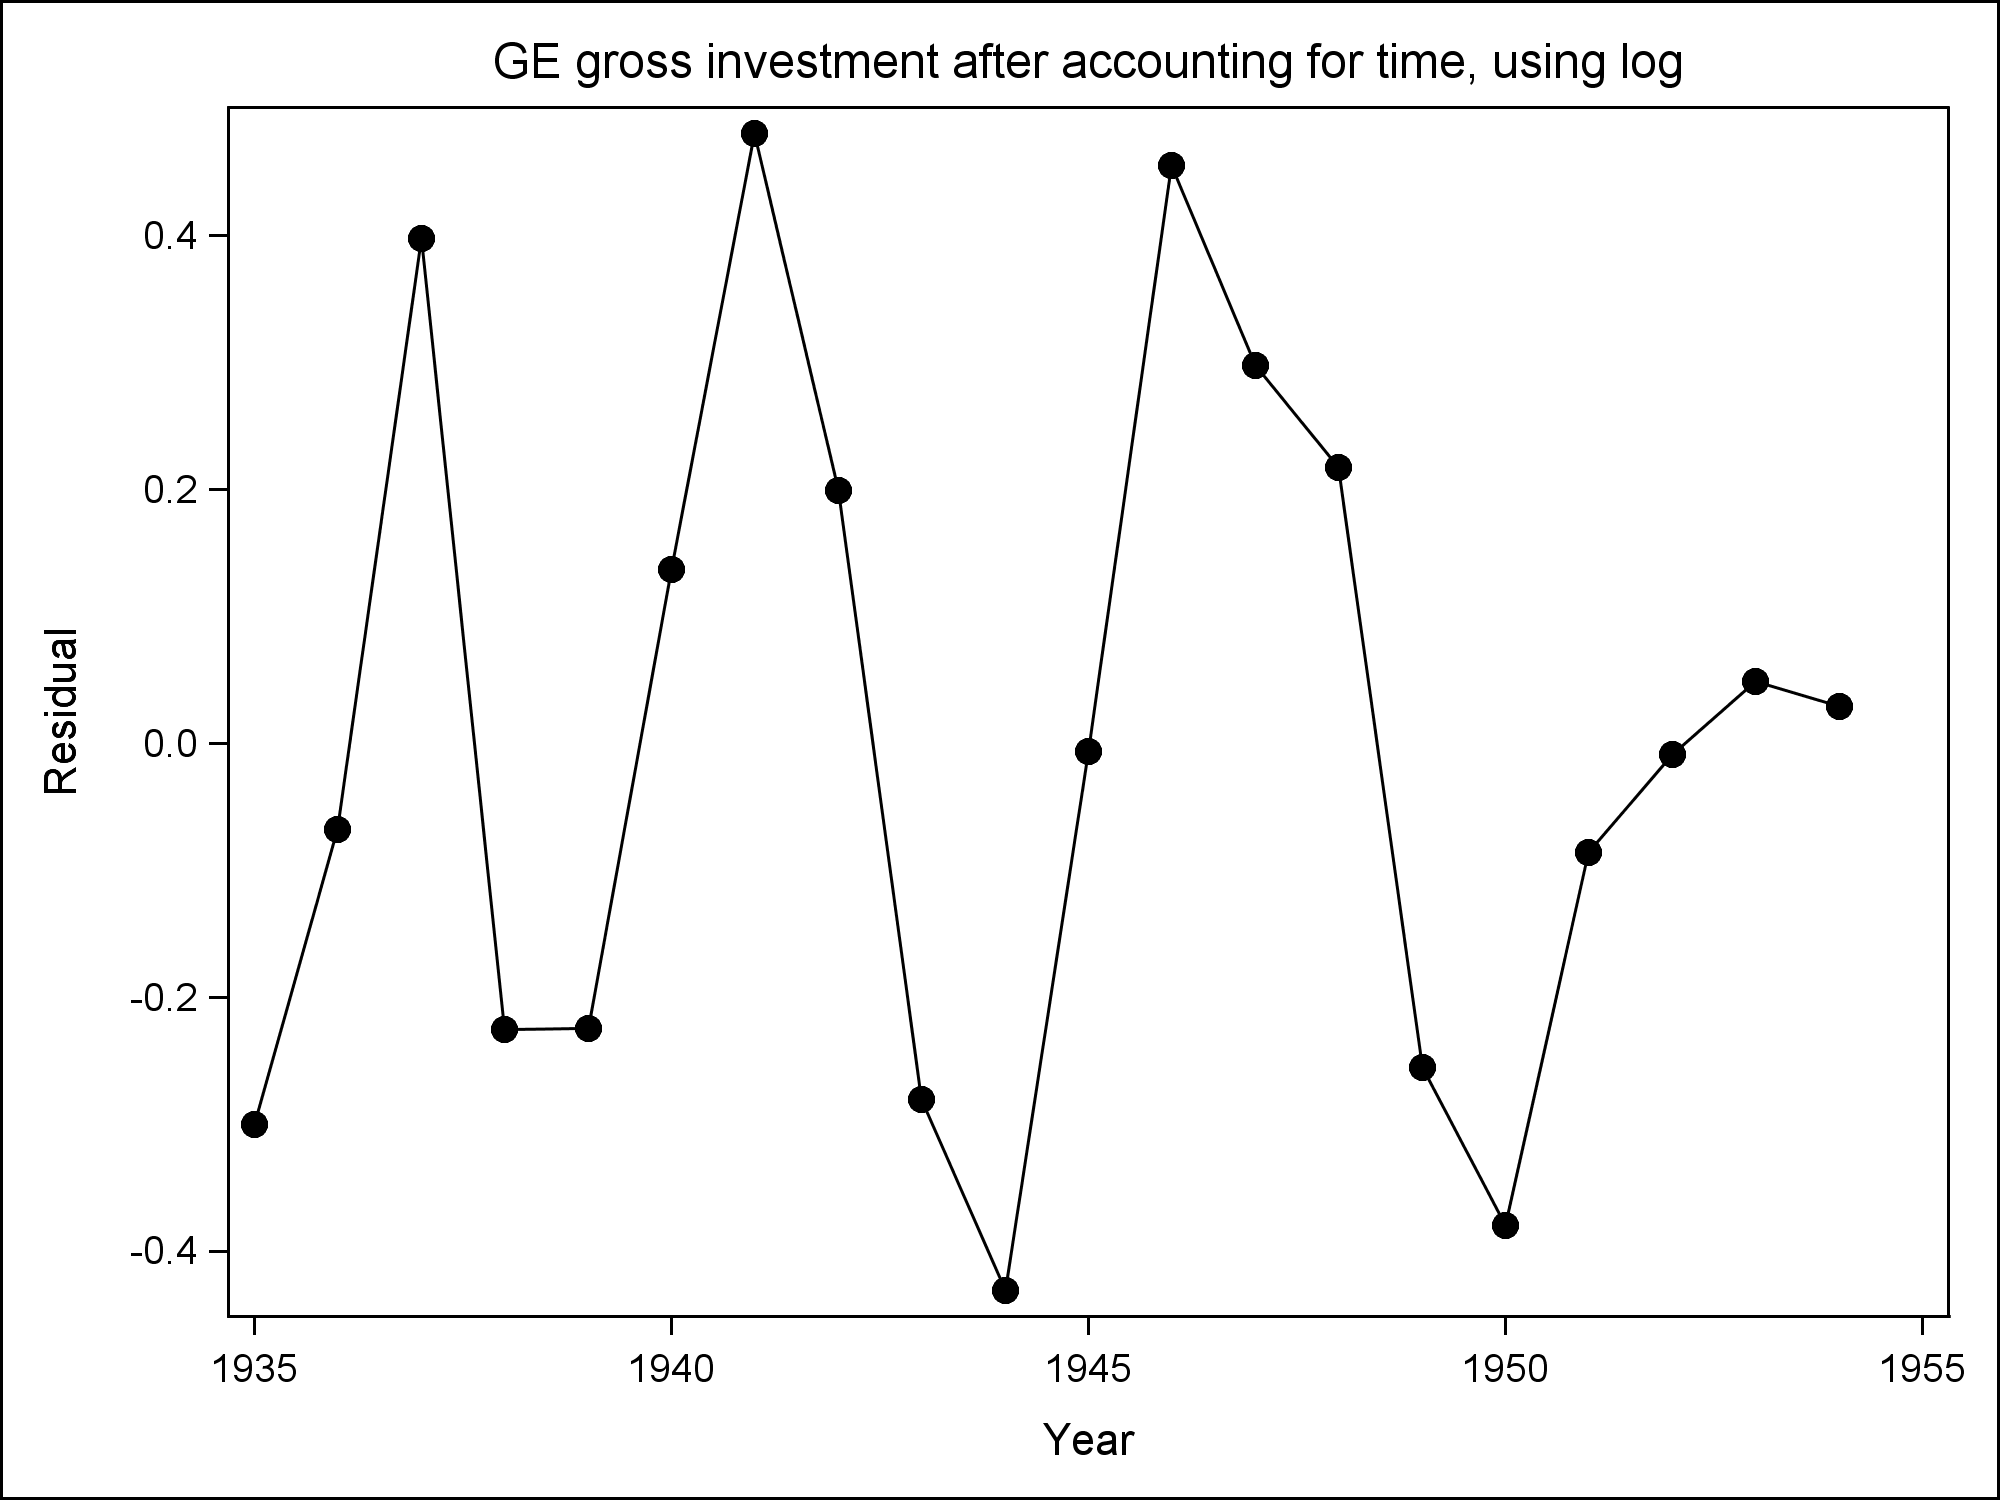 GE gross investment after accounting for time, using log
0.4
0.2
0.0
-0.2
-0.4
Residual
1935 1940 1945 1950 1955
Year